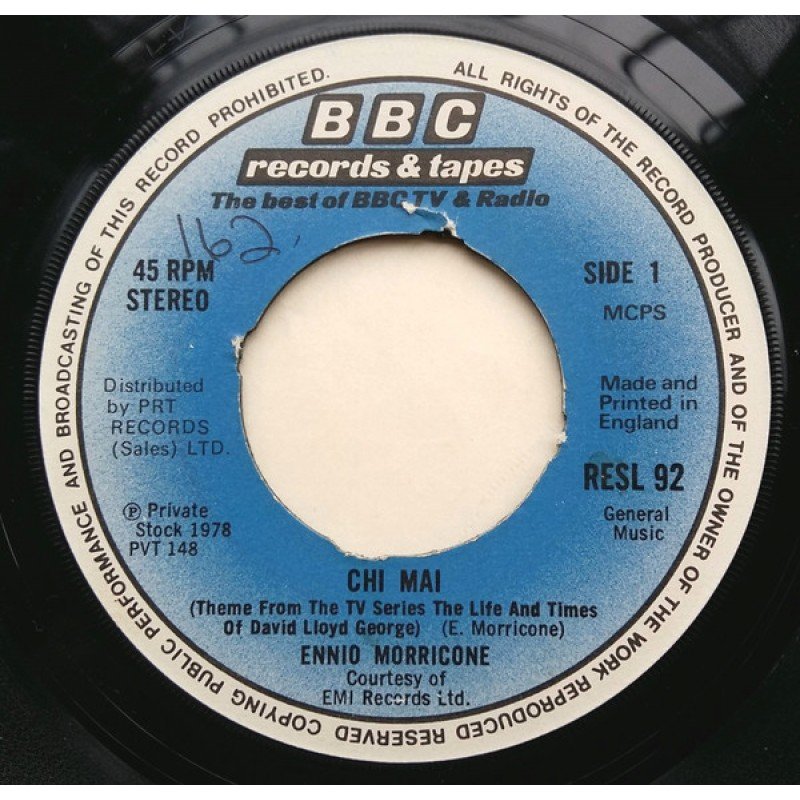 ALL RIGHTS OF THE RECORD PRODUCER AND OF THE OWNER OF THE WORK REPRODUCED RESERVED COPYING PUBLIC PERFORMANCE AND BROADCASTING OF THIS RECORD PROHIBITED.
BBC
records & tapes
The best of BBC TV & Radio
162.
45 RPM
STEREO
SIDE 1
MCPS
Distributed
by PRT
RECORDS
(Sales) LTD.
Made and
Printed in
England
RESL 92
General
Music
Ⓟ Private
Stock 1978
PVT 148
CHI MAI
(Theme From The TV Series The Life And Times
Of David Lloyd George) (E. Morricone)
ENNIO MORRICONE
Courtesy of
EMI Records Ltd.